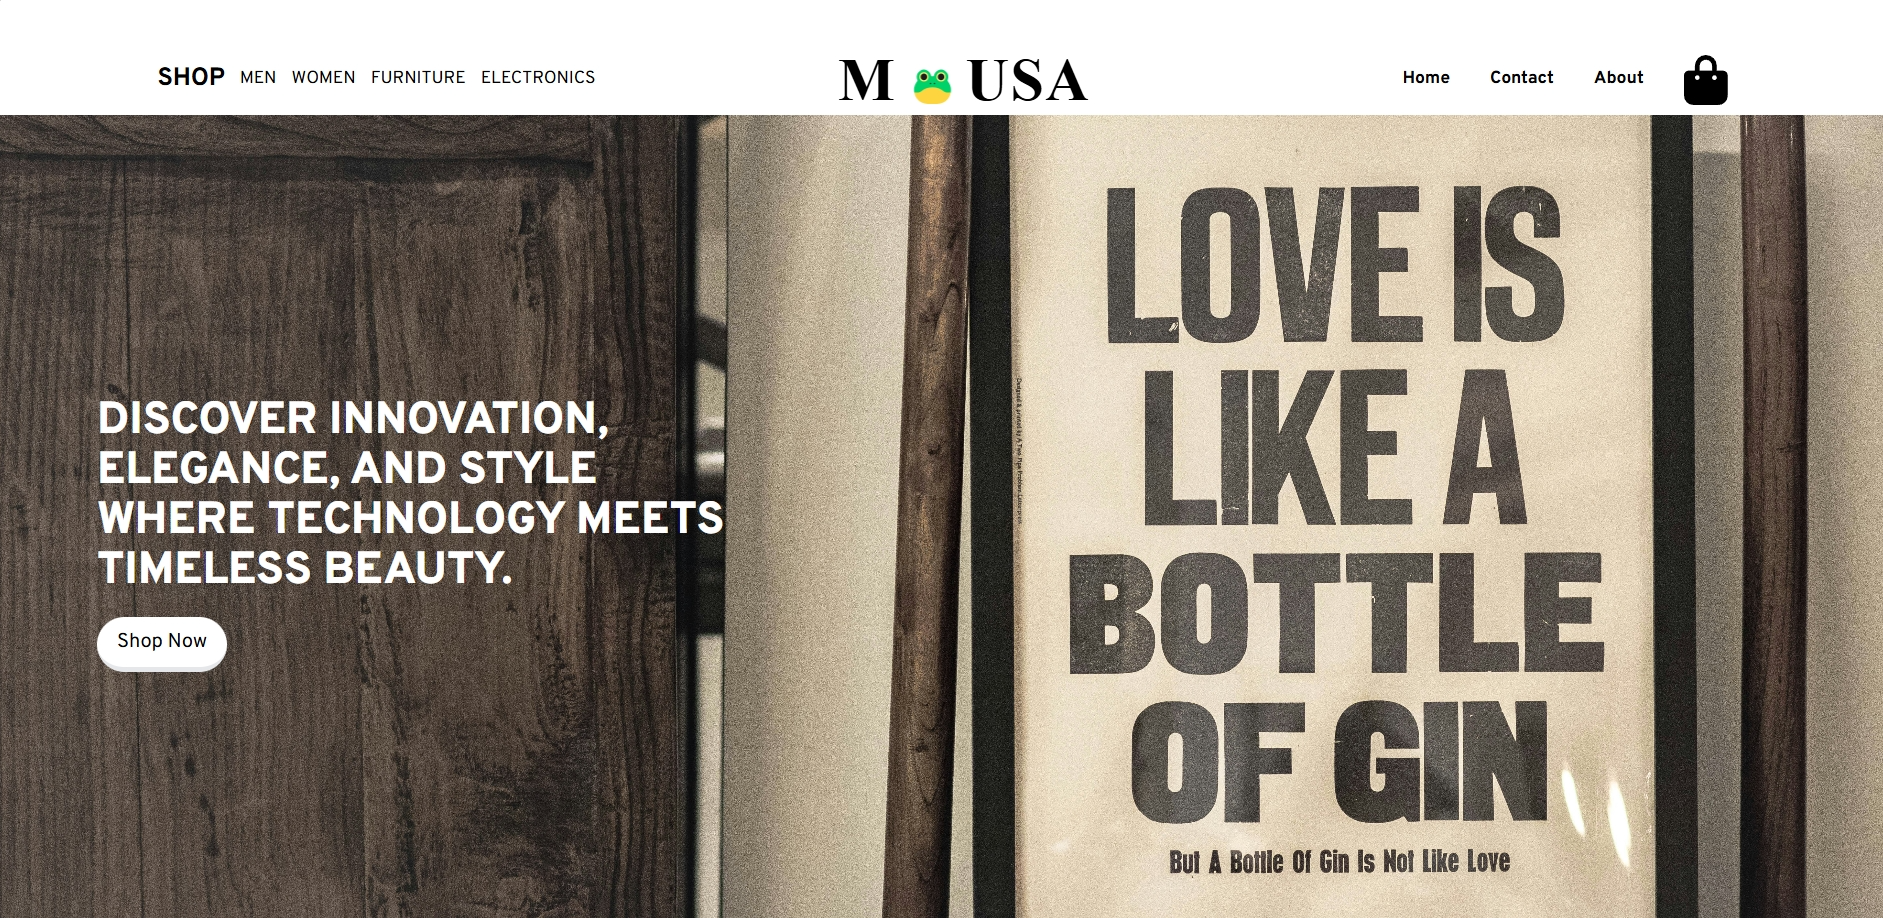 SHOP MEN WOMEN FURNITURE ELECTRONICS
M🐸USA
Home Contact About
DISCOVER INNOVATION,
ELEGANCE, AND STYLE
WHERE TECHNOLOGY MEETS
TIMELESS BEAUTY.
Shop Now
LOVE IS
LIKE A
BOTTLE
OF GIN
But A Bottle Of Gin Is Not Like Love